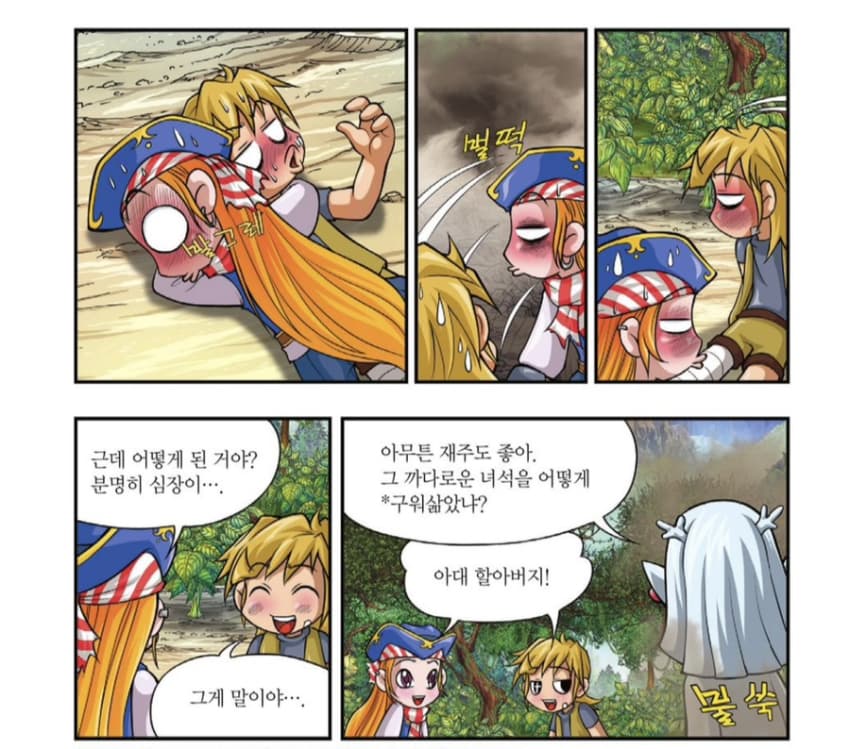 말그레
벌떡
근데 어떻게 된 거야?
분명히 심장이….
그게 말이야….
아무튼 재주도 좋아.
그 까다로운 녀석을 어떻게
*구워삶았냐?
아대 할아버지!
불쑥